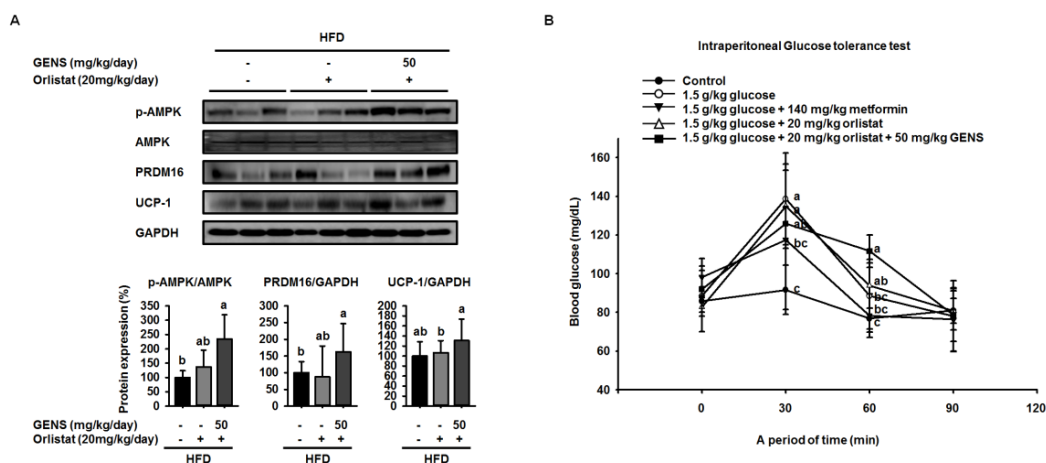 A
HFD
GENS (mg/kg/day) - - 50
Orlistat (20mg/kg/day) - + +
p-AMPK
AMPK
PRDM16
UCP-1
GAPDH
p-AMPK/AMPK
PRDM16/GAPDH
UCP-1/GAPDH
Protein expression (%)
350
300
250
200
150
100
50
0
b
ab
a
300
250
200
150
100
50
0
b
ab
a
200
180
160
140
120
100
80
60
40
20
0
ab
b
a
GENS (mg/kg/day) - - 50 - - 50 - - 50
Orlistat (20mg/kg/day) - + + - + + - + +
HFD HFD HFD
B
Intraperitoneal Glucose tolerance test
Control
1.5 g/kg glucose
1.5 g/kg glucose + 140 mg/kg metformin
1.5 g/kg glucose + 20 mg/kg orlistat
1.5 g/kg glucose + 20 mg/kg orlistat + 50 mg/kg GENS
Blood glucose (mg/dL)
160
140
120
100
80
60
40
a
a
ab
bc
c
a
bc
bc
c
0 30 60 90 120
A period of time (min)